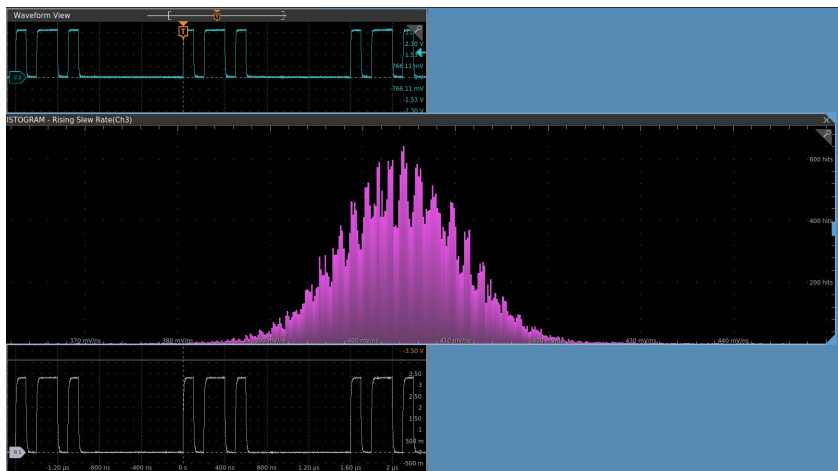 Waveform View
T
2.30 V
1.53
766.11 mV
C 3
-766.11 mV
-1.53 V
-2.30 V
ISTOGRAM - Rising Slew Rate(Ch3)
600 hits
400 hits
200 hits
370 mV/ns
380 mV/ns
400 mV/ns
410 mV/ns
420 mV/ns
430 mV/ns
440 mV/ns
-3.50
3.50
3
2.50
2
1.50
1
500 m
-500 m
-1.20 µs
-800 ns
-400 ns
0 s
400 ns
800 ns
1.20 µs
1.60 µs
2 µs